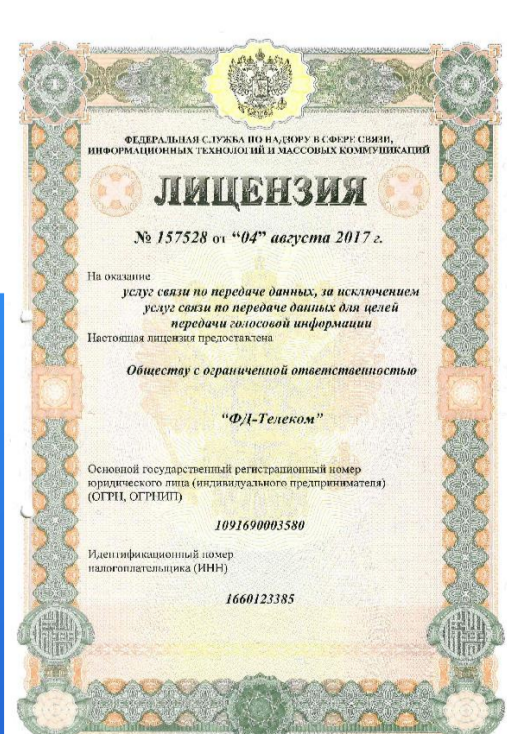 ФЕДЕРАЛЬНАЯ СЛУЖБА ПО НАДЗОРУ В СФЕРЕ СВЯЗИ,
ИНФОРМАЦИОННЫХ ТЕХНОЛОГИЙ И МАССОВЫХ КОММУНИКАЦИЙ
ЛИЦЕНЗИЯ
№ 157528 от “04” августа 2017 г.
На оказание
услуг связи по передаче данных, за исключением
услуг связи по передаче данных для целей
передачи голосовой информации
Настоящая лицензия предоставлена
Обществу с ограниченной ответственностью
“ФД-Телеком”
Основной государственный регистрационный номер
юридического лица (индивидуального предпринимателя)
(ОГРН, ОГРНИП)
1091690003580
Идентификационный номер
налогоплательщика (ИНН)
1660123385